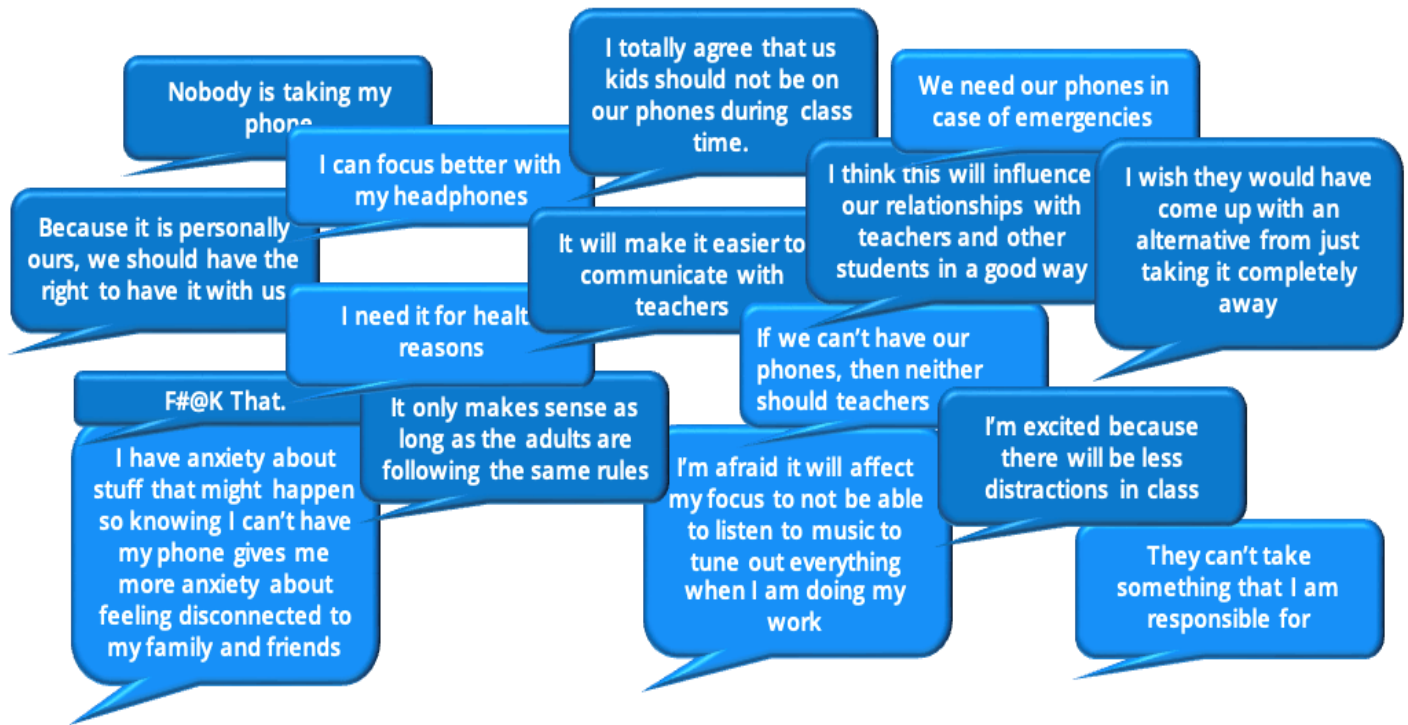 Nobody is taking my
phone
I can focus better with
my headphones
I totally agree that us
kids should not be on
our phones during class
time.
We need our phones in
case of emergencies
Because it is personally
ours, we should have the
right to have it with us
It will make it easier to
communicate with
teachers
I think this will influence
our relationships with
teachers and other
students in a good way
I wish they would have
come up with an
alternative from just
taking it completely
away
I need it for healt
reasons
If we can't have our
phones, then neither
should teachers
F#@K That.
It only makes sense as
long as the adults are
following the same rules
I'm excited because
there will be less
distractions in class
I have anxiety about
stuff that might happen
so knowing I can't have
my phone gives me
more anxiety about
feeling disconnected to
my family and friends
I'm afraid it will affect
my focus to not be able
to listen to music to
tune out everything
when I am doing my
work
They can't take
something that I am
responsible for